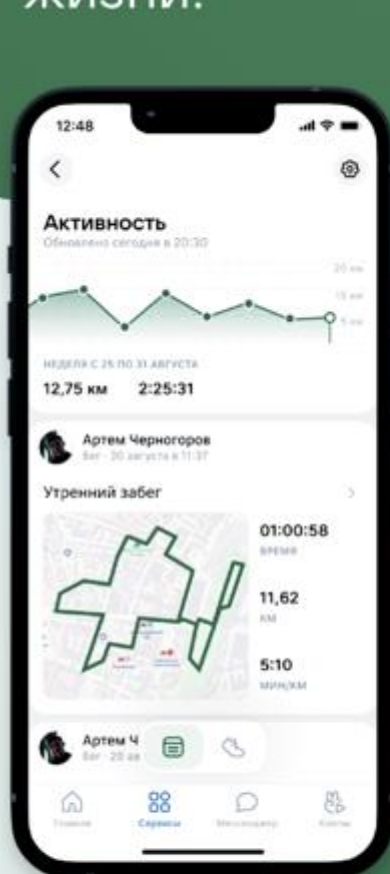 ЖИЗНИ.
12:48
Активность
Обновлено сегодня в 20:30
20 км
15 км
5 км
НЕДЕЛЯ С 25 ПО 31 АВГУСТА
12,75 км 2:25:31
Артем Черногоров
Бег · 30 августа в 11:37
Утренний забег
01:00:58
ВРЕМЯ
11,62
КМ
5:10
МИН/КМ
Артем Ч
Главная Сервисы Мессенджер Клипы